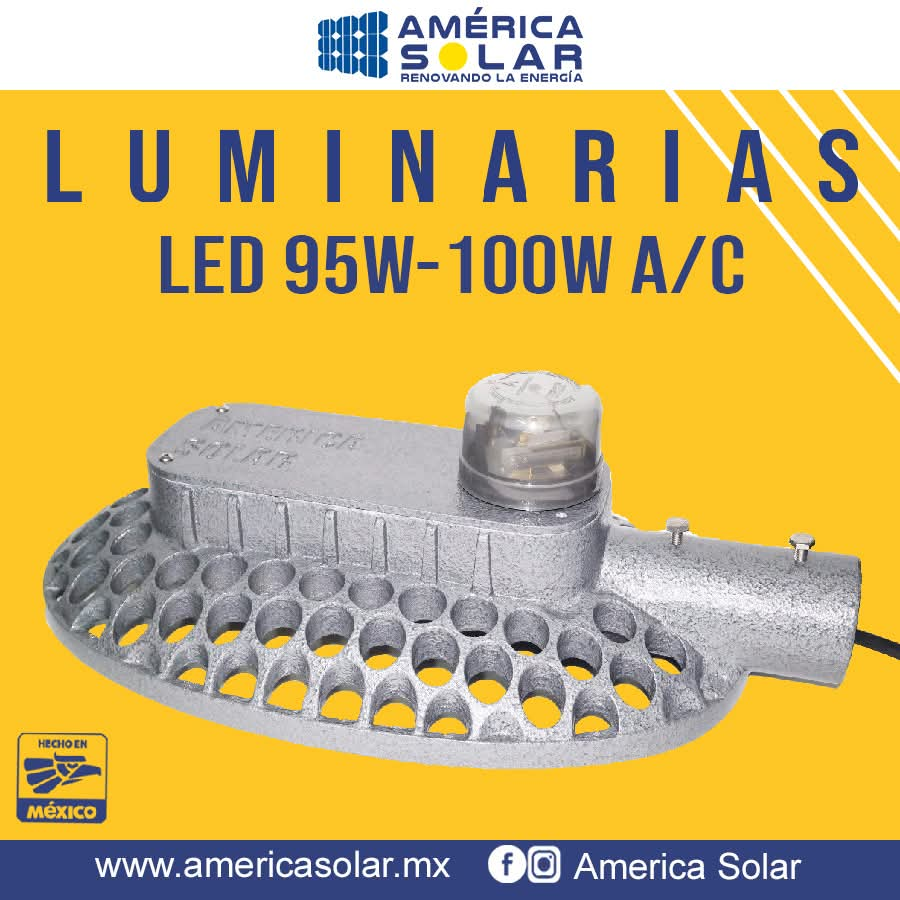 AMÉRICA
SOLAR
RENOVANDO LA ENERGÍA
LUMINARIAS
LED 95W-100W A/C
AMERICA
SOLAR
HECHO EN
MÉXICO
www.americasolar.mx
America Solar